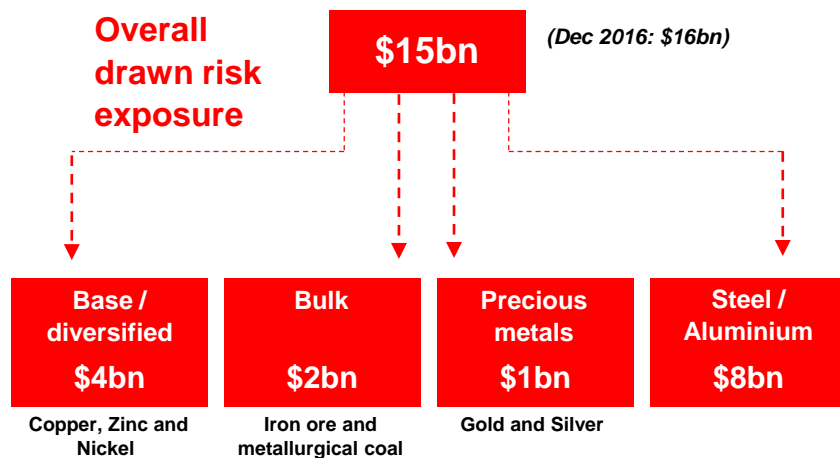 Overall
drawn risk
exposure
$15bn
(Dec 2016: $16bn)
Base /
diversified
$4bn
Copper, Zinc and
Nickel
Bulk
$2bn
Iron ore and
metallurgical coal
Precious
metals
$1bn
Gold and Silver
Steel /
Aluminium
$8bn